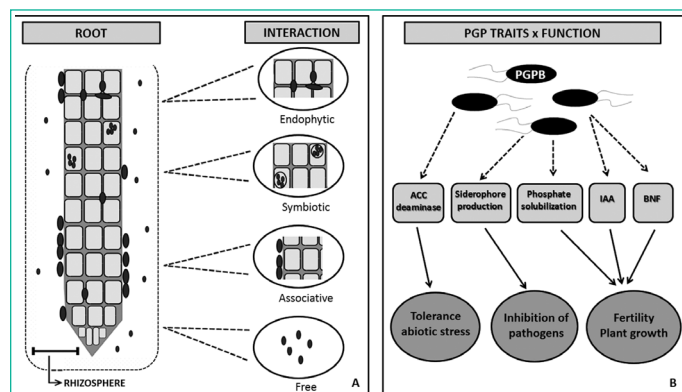 ROOT
INTERACTION
Endophytic
Symbiotic
Associative
Free
RHIZOSPHERE
A
PGP TRAITS x FUNCTION
PGPB
ACC
deaminase
Siderophore
production
Phosphate
solubilization
IAA
BNF
Tolerance
abiotic stress
Inhibition of
pathogens
Fertility
Plant growth
B